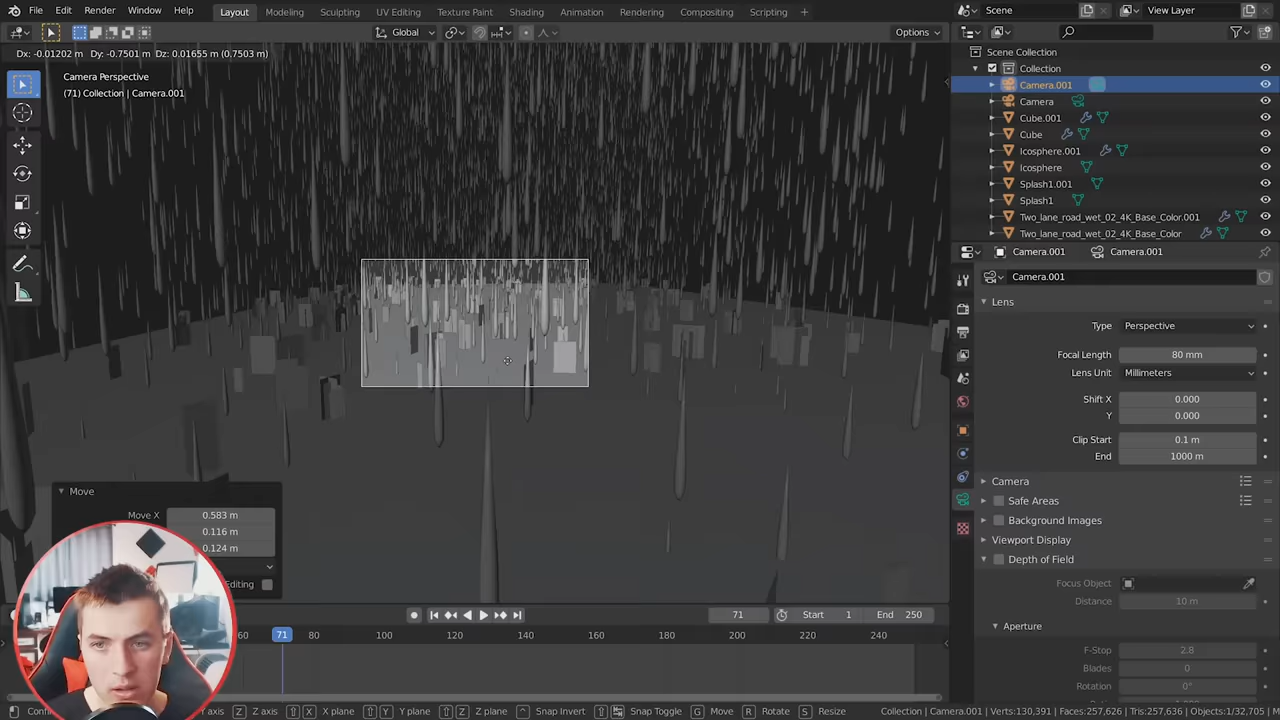 File Edit Render Window Help
Layout Modeling Sculpting UV Editing Texture Paint Shading Animation Rendering Compositing Scripting +
Scene
View Layer
Global
Options
Dx: -0.01202 m Dy: -0.7501 m Dz: 0.01655 m (0.7503 m)
Camera Perspective
(71) Collection | Camera.001
Scene Collection
Collection
Camera.001
Camera
Cube.001
Cube
Icosphere.001
Icosphere
Splash1.001
Splash1
Two_lane_road_wet_02_4K_Base_Color.001
Two_lane_road_wet_02_4K_Base_Color
Camera.001 Camera.001
Camera.001
Lens
Type Perspective
Focal Length 80 mm
Lens Unit Millimeters
Shift X 0.000
Y 0.000
Clip Start 0.1 m
End 1000 m
Camera
Safe Areas
Background Images
Viewport Display
Depth of Field
Focus Object
Distance 10 m
Aperture
F-Stop 2.8
Blades 0
Rotation 0°
Move
Move X 0.583 m
0.116 m
0.124 m
Editing
71 Start 1 End 250
60 71 80 100 120 140 160 180 200 220 240
Confi Y axis Z Z axis X X plane Y Y plane Z Z plane Snap Invert Snap Toggle G Move R Rotate S Resize
Collection | Camera.001 | Verts:130,391 | Faces:257,626 | Tris:257,636 | Objects:1/32,705 | M